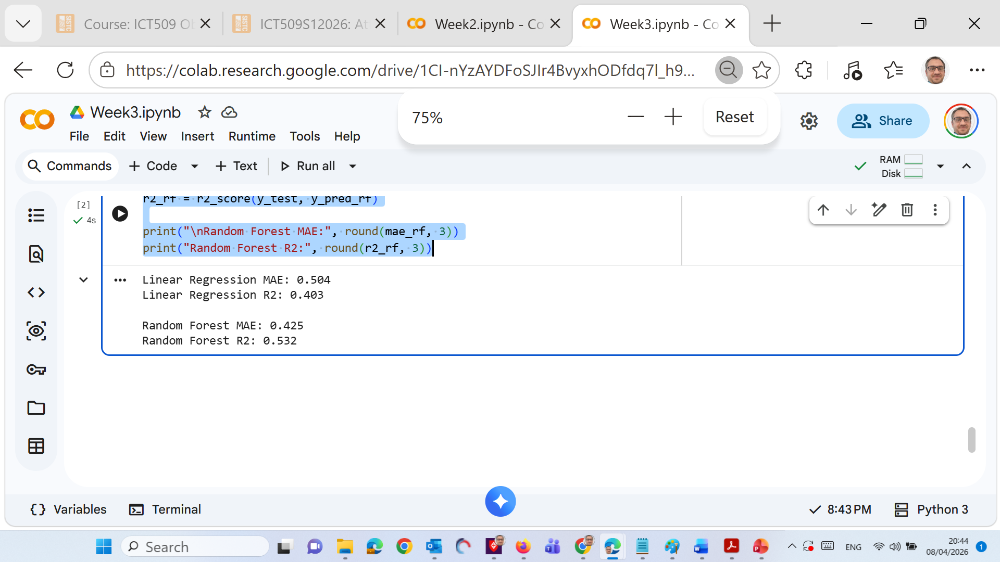 Course: ICT509 Ob
ICT509S12026: At
Week2.ipynb - Co
Week3.ipynb - Co
https://colab.research.google.com/drive/1CI-nYzAYDFoSJIr4BvyxhODfdq7l_h9...
Week3.ipynb
75%
Reset
Share
File Edit View Insert Runtime Tools Help
Commands + Code + Text Run all
RAM
Disk
[2]
4s
r2_rf = r2_score(y_test, y_pred_rf)
print("\nRandom Forest MAE:", round(mae_rf, 3))
print("Random Forest R2:", round(r2_rf, 3))
Linear Regression MAE: 0.504
Linear Regression R2: 0.403
Random Forest MAE: 0.425
Random Forest R2: 0.532
Variables
Terminal
8:43 PM
Python 3
Search
ENG
20:44
08/04/2026
1